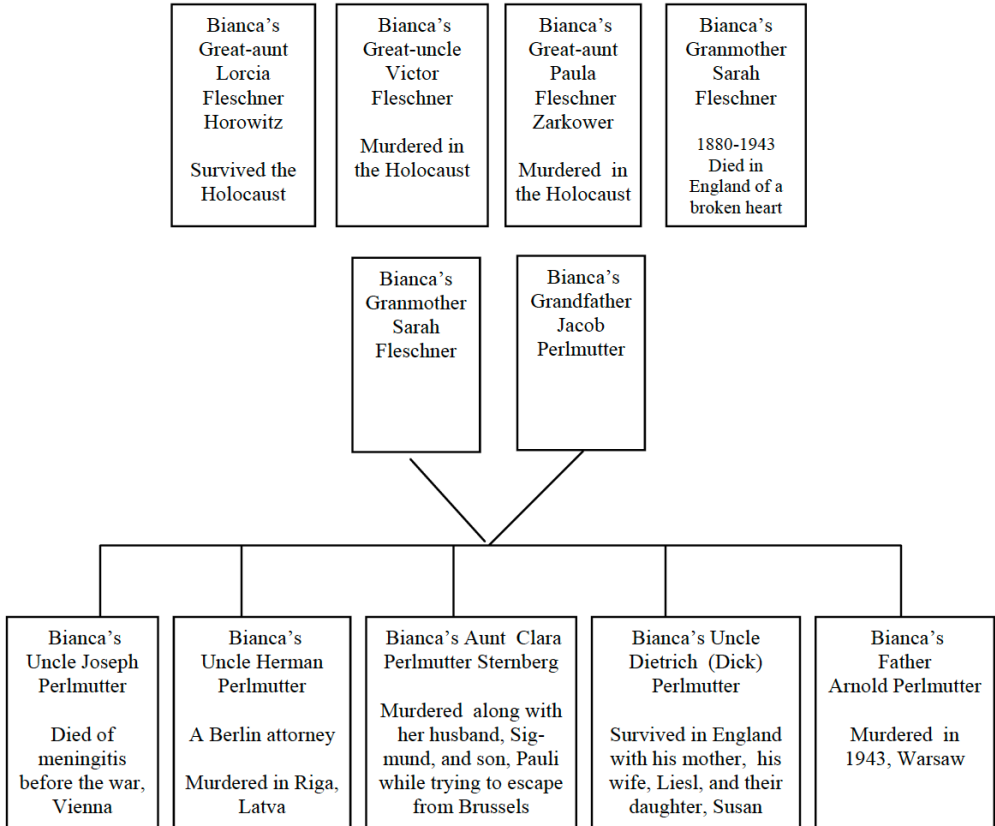 Bianca's
Great-aunt
Lorcia
Fleschner
Horowitz
Survived the
Holocaust
Bianca's
Great-uncle
Victor
Fleschner
Murdered in
the Holocaust
Bianca's
Great-aunt
Paula
Fleschner
Zarkower
Murdered in
the Holocaust
Bianca's
Granmother
Sarah
Fleschner
1880-1943
Died in
England of a
broken heart
Bianca's
Granmother
Sarah
Fleschner
Bianca's
Grandfather
Jacob
Perlmutter
Bianca's
Uncle Joseph
Perlmutter
Died of
meningitis
before the war,
Vienna
Bianca's
Uncle Herman
Perlmutter
A Berlin attorney
Murdered in Riga,
Latva
Bianca's Aunt Clara
Perlmutter Sternberg
Murdered along with
her husband, Sig-
mund, and son, Pauli
while trying to escape
from Brussels
Bianca's Uncle
Dietrich (Dick)
Perlmutter
Survived in England
with his mother, his
wife, Liesl, and their
daughter, Susan
Bianca's
Father
Arnold Perlmutter
Murdered in
1943, Warsaw